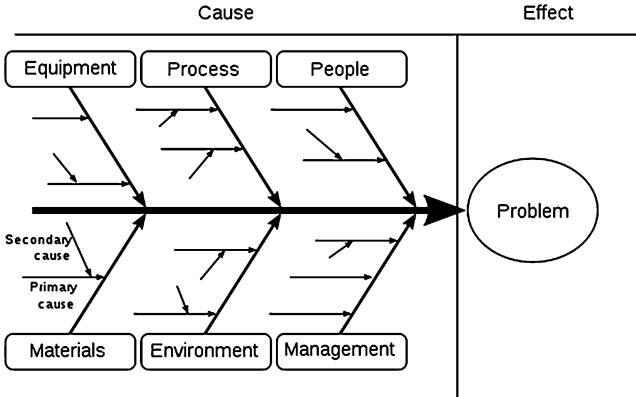 Cause
Effect
Equipment
Process
People
Problem
Secondary
cause
Primary
cause
Materials
Environment
Management